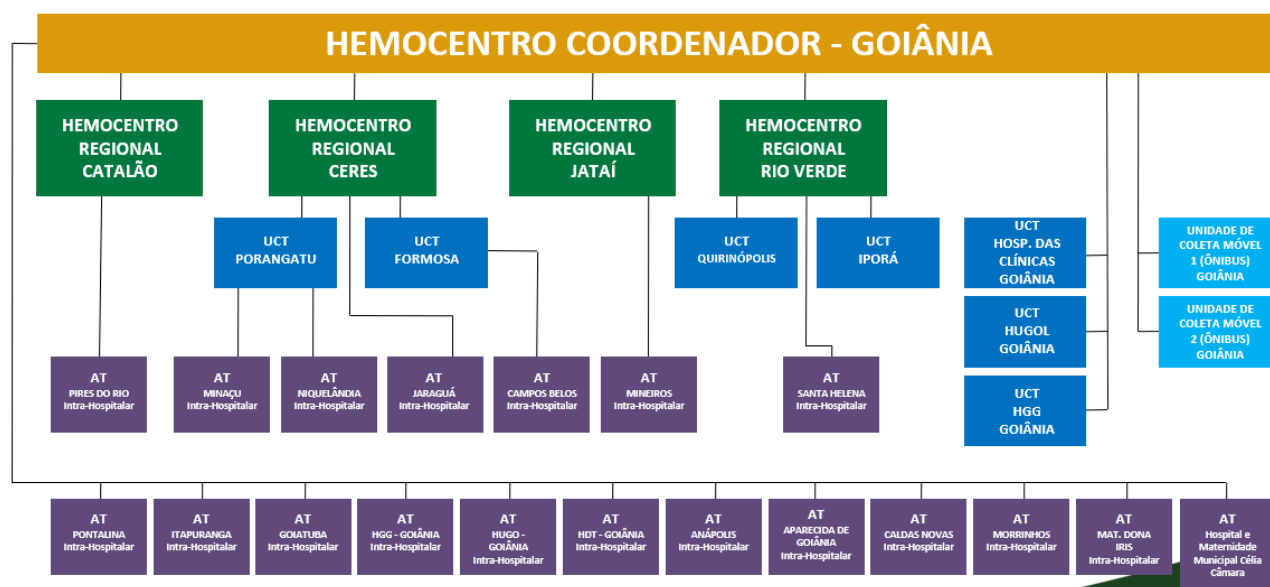 HEMOCENTRO COORDENADOR - GOIÂNIA
HEMOCENTRO
REGIONAL
CATALÃO
HEMOCENTRO
REGIONAL
CERES
HEMOCENTRO
REGIONAL
JATAÍ
HEMOCENTRO
REGIONAL
RIO VERDE
UCT
PORANGATU
UCT
FORMOSA
UCT
QUIRINÓPOLIS
UCT
IPORÁ
UCT
HOSP. DAS
CLÍNICAS
GOIÂNIA
UNIDADE DE
COLETA MÓVEL
1 (ÔNIBUS)
GOIÂNIA
UCT
HUGOL
GOIÂNIA
UNIDADE DE
COLETA MÓVEL
2 (ÔNIBUS)
GOIÂNIA
UCT
HGG
GOIÂNIA
AT
PIRES DO RIO
Intra-Hospitalar
AT
MINAÇU
Intra-Hospitalar
AT
NIQUELÂNDIA
Intra-Hospitalar
AT
JARAGUÁ
Intra-Hospitalar
AT
CAMPOS BELOS
Intra-Hospitalar
AT
MINEIROS
Intra-Hospitalar
AT
SANTA HELENA
Intra-Hospitalar
AT
PONTALINA
Intra-Hospitalar
AT
ITAPURANGA
Intra-Hospitalar
AT
GOIATUBA
Intra-Hospitalar
AT
HGG - GOIÂNIA
Intra-Hospitalar
AT
HUGO -
GOIÂNIA
Intra-Hospitalar
AT
HDT - GOIÂNIA
Intra-Hospitalar
AT
ANÁPOLIS
Intra-Hospitalar
AT
APARECIDA DE
GOIÂNIA
Intra-Hospitalar
AT
CALDAS NOVAS
Intra-Hospitalar
AT
MORRINHOS
Intra-Hospitalar
AT
MAT. DONA
IRIS
Intra-Hospitalar
AT
Hospital e
Maternidade
Municipal Célia
Câmara